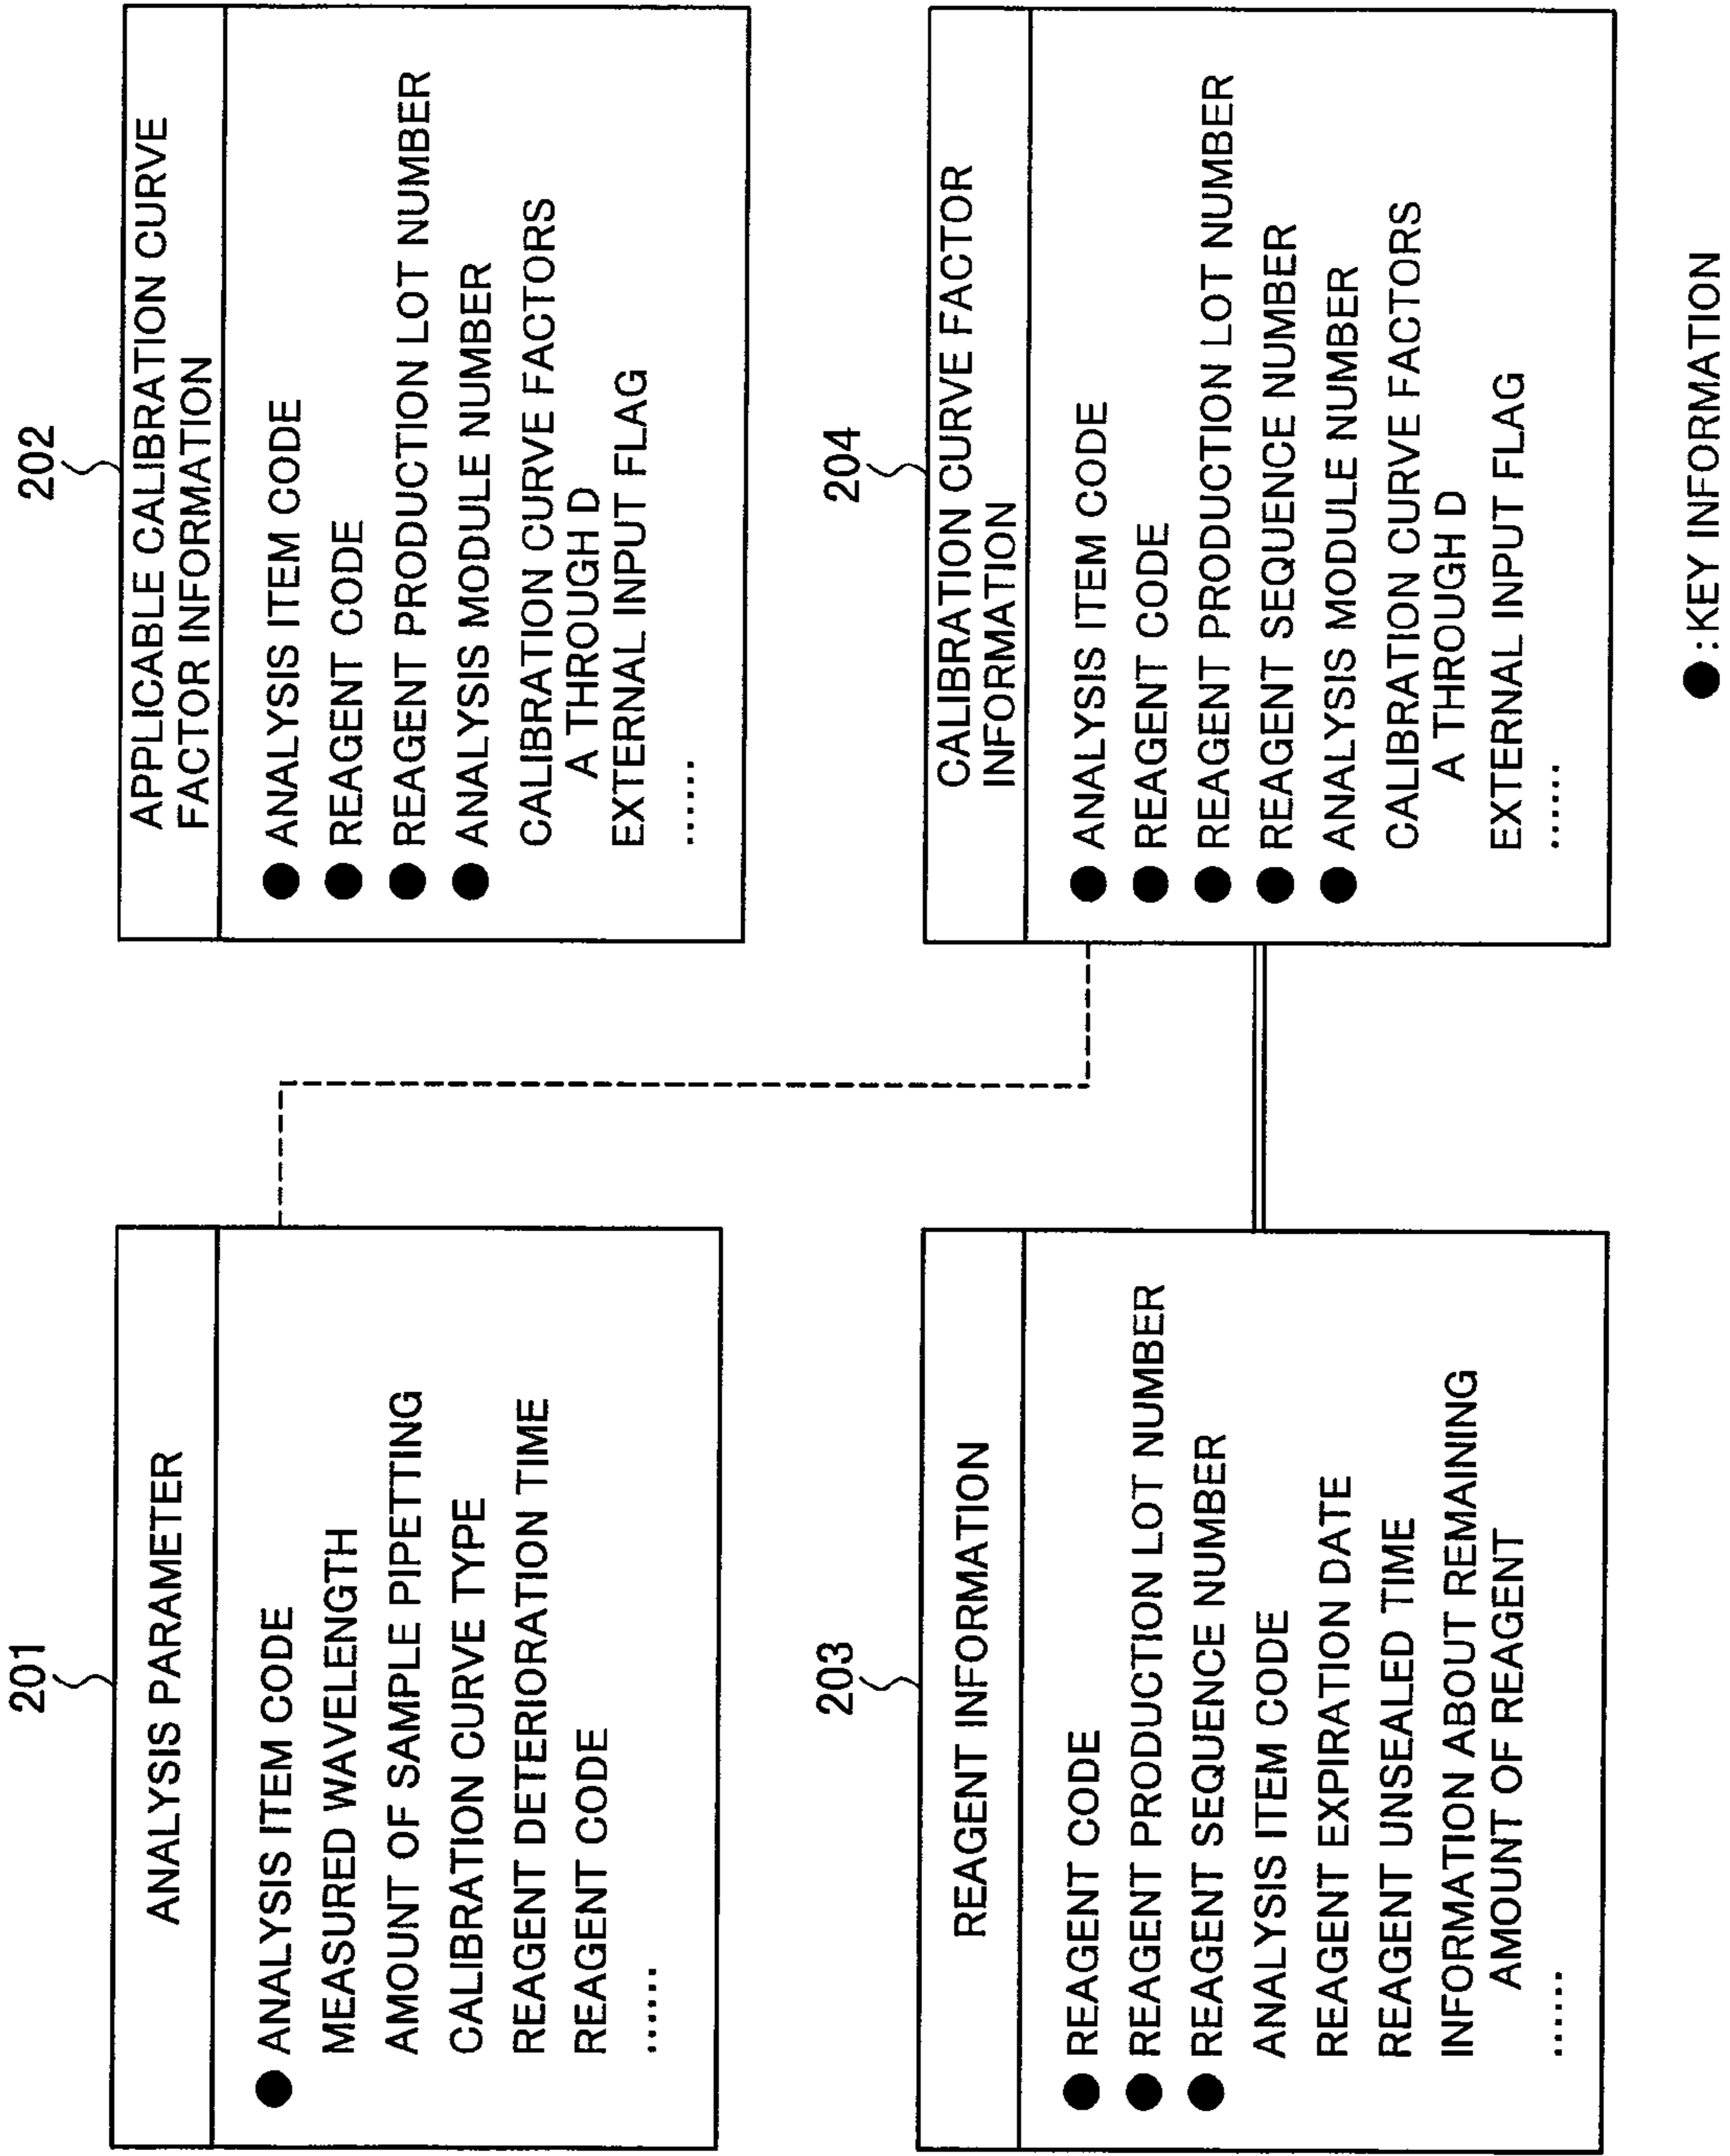 201
ANALYSIS PARAMETER
● ANALYSIS ITEM CODE
MEASURED WAVELENGTH
AMOUNT OF SAMPLE PIPETTING
CALIBRATION CURVE TYPE
REAGENT DETERIORATION TIME
REAGENT CODE
......
202
APPLICABLE CALIBRATION CURVE
FACTOR INFORMATION
● ANALYSIS ITEM CODE
● REAGENT CODE
● REAGENT PRODUCTION LOT NUMBER
● ANALYSIS MODULE NUMBER
CALIBRATION CURVE FACTORS
A THROUGH D
EXTERNAL INPUT FLAG
......
203
REAGENT INFORMATION
● REAGENT CODE
● REAGENT PRODUCTION LOT NUMBER
● REAGENT SEQUENCE NUMBER
ANALYSIS ITEM CODE
REAGENT EXPIRATION DATE
REAGENT UNSEALED TIME
INFORMATION ABOUT REMAINING
AMOUNT OF REAGENT
......
204
CALIBRATION CURVE FACTOR
INFORMATION
● ANALYSIS ITEM CODE
● REAGENT CODE
● REAGENT PRODUCTION LOT NUMBER
● REAGENT SEQUENCE NUMBER
● ANALYSIS MODULE NUMBER
CALIBRATION CURVE FACTORS
A THROUGH D
EXTERNAL INPUT FLAG
......
● : KEY INFORMATION